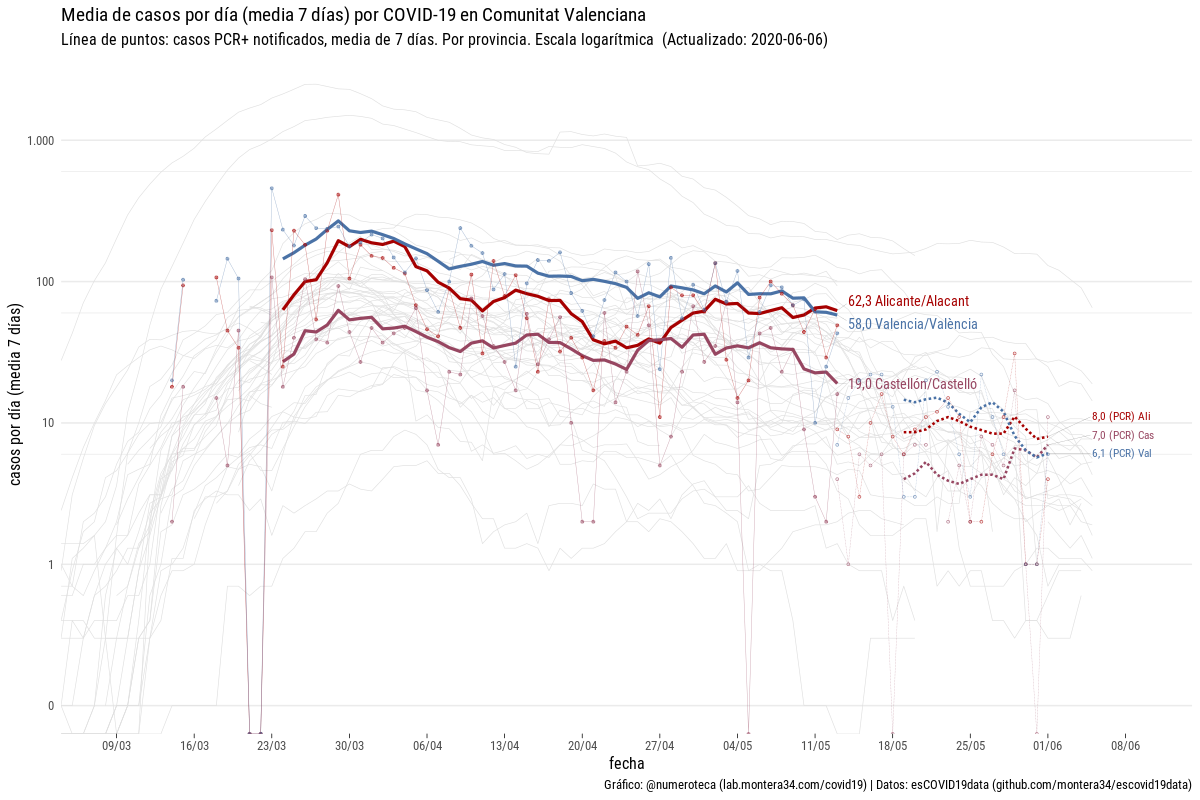 Media de casos por día (media 7 días) por COVID-19 en Comunitat Valenciana
Línea de puntos: casos PCR+ notificados, media de 7 días. Por provincia. Escala logarítmica (Actualizado: 2020-06-06)
casos por día (media 7 días)
1.000
100
10
1
0
62,3 Alicante/Alacant
58,0 Valencia/València
19,0 Castellón/Castelló
8,0 (PCR) Ali
7,0 (PCR) Cas
6,1 (PCR) Val
09/03 16/03 23/03 30/03 06/04 13/04 20/04 27/04 04/05 11/05 18/05 25/05 01/06 08/06
fecha
Gráfico: @numeroteca (lab.montera34.com/covid19) | Datos: esCOVID19data (github.com/montera34/escovid19data)